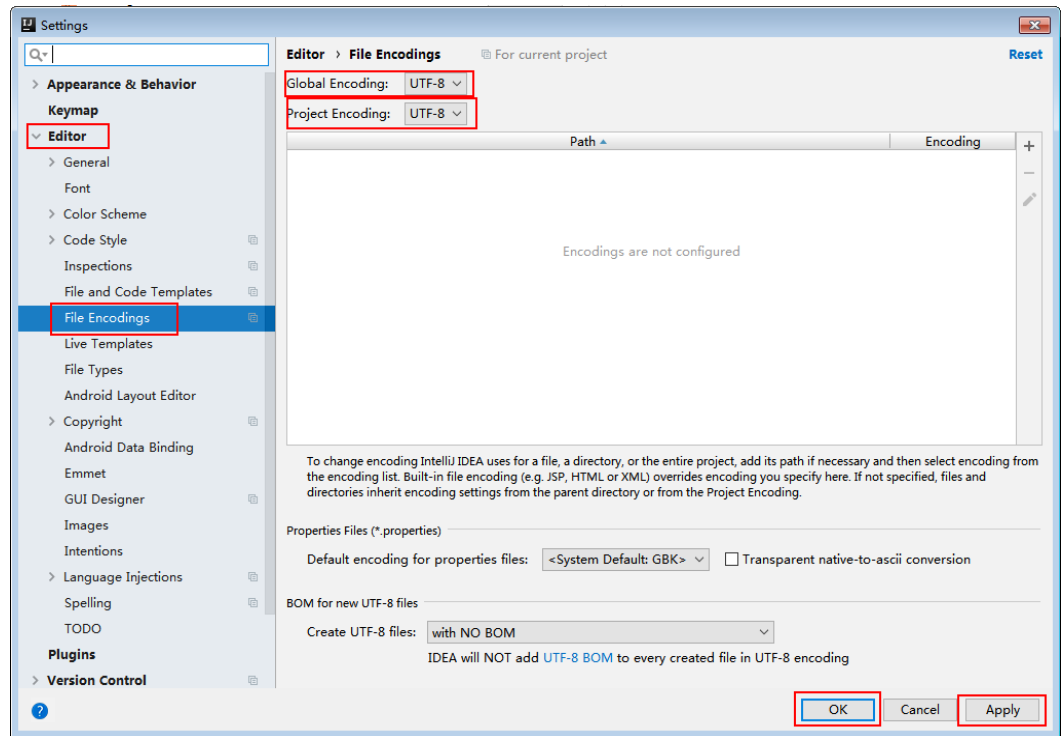 Settings
Editor › File Encodings For current project Reset
Global Encoding: UTF-8
Project Encoding: UTF-8
Path Encoding
Encodings are not configured
Appearance & Behavior
Keymap
Editor
General
Font
Color Scheme
Code Style
Inspections
File and Code Templates
File Encodings
Live Templates
File Types
Android Layout Editor
Copyright
Android Data Binding
Emmet
GUI Designer
Images
Intentions
Language Injections
Spelling
TODO
Plugins
Version Control
To change encoding IntelliJ IDEA uses for a file, a directory, or the entire project, add its path if necessary and then select encoding from
the encoding list. Built-in file encoding (e.g. JSP, HTML or XML) overrides encoding you specify here. If not specified, files and
directories inherit encoding settings from the parent directory or from the Project Encoding.
Properties Files (*.properties)
Default encoding for properties files: <System Default: GBK> Transparent native-to-ascii conversion
BOM for new UTF-8 files
Create UTF-8 files: with NO BOM
IDEA will NOT add UTF-8 BOM to every created file in UTF-8 encoding
? OK Cancel Apply